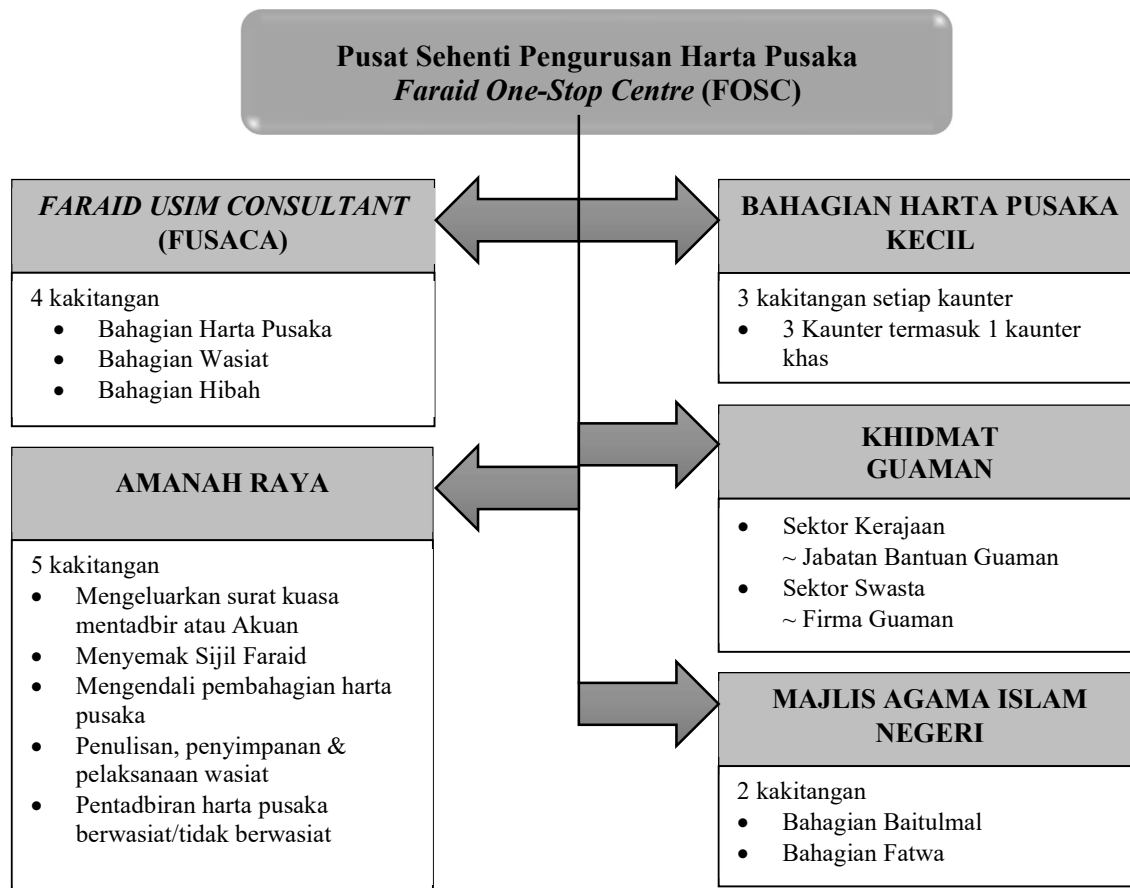 Pusat Sehenti Pengurusan Harta Pusaka
Faraid One-Stop Centre (FOSC)
FARAID USIM CONSULTANT
(FUSACA)
4 kakitangan
• Bahagian Harta Pusaka
• Bahagian Wasiat
• Bahagian Hibah
BAHAGIAN HARTA PUSAKA
KECIL
3 kakitangan setiap kaunter
• 3 Kaunter termasuk 1 kaunter
khas
AMANAH RAYA
5 kakitangan
• Mengeluarkan surat kuasa
mentadbir atau Akuan
• Menyemak Sijil Faraid
• Mengendali pembahagian harta
pusaka
• Penulisan, penyimpanan &
pelaksanaan wasiat
• Pentadbiran harta pusaka
berwasiat/tidak berwasiat
KHIDMAT
GUAMAN
• Sektor Kerajaan
~ Jabatan Bantuan Guaman
• Sektor Swasta
~ Firma Guaman
MAJLIS AGAMA ISLAM
NEGERI
2 kakitangan
• Bahagian Baitulmal
• Bahagian Fatwa